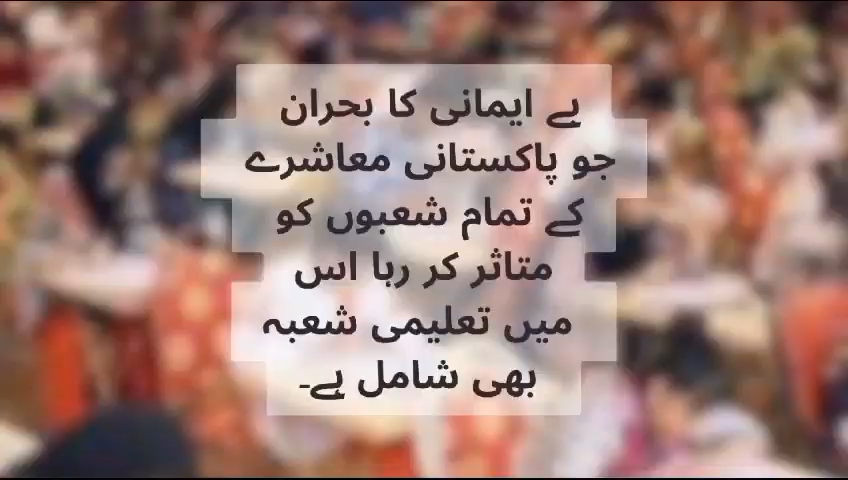 بے ایمانی کا بحران
جو پاکستانی معاشرے
کے تمام شعبوں کو
متاثر کر رہا اس
میں تعلیمی شعبہ
بھی شامل ہے۔